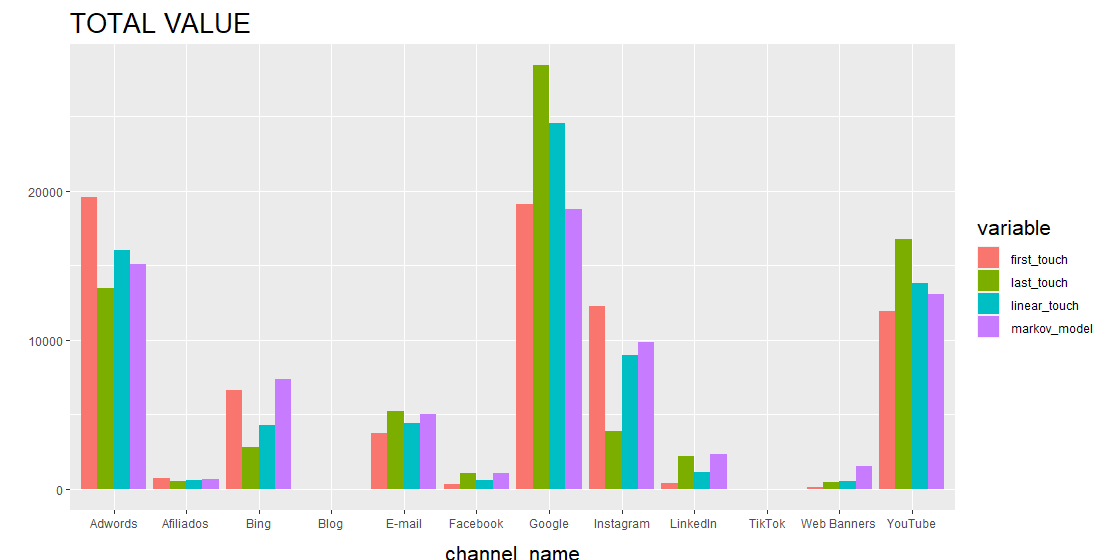 TOTAL VALUE
20000
10000
0
Adwords Afiliados Bing Blog E-mail Facebook Google Instagram LinkedIn TikTok Web Banners YouTube
channel_name
variable
first_touch
last_touch
linear_touch
markov_model